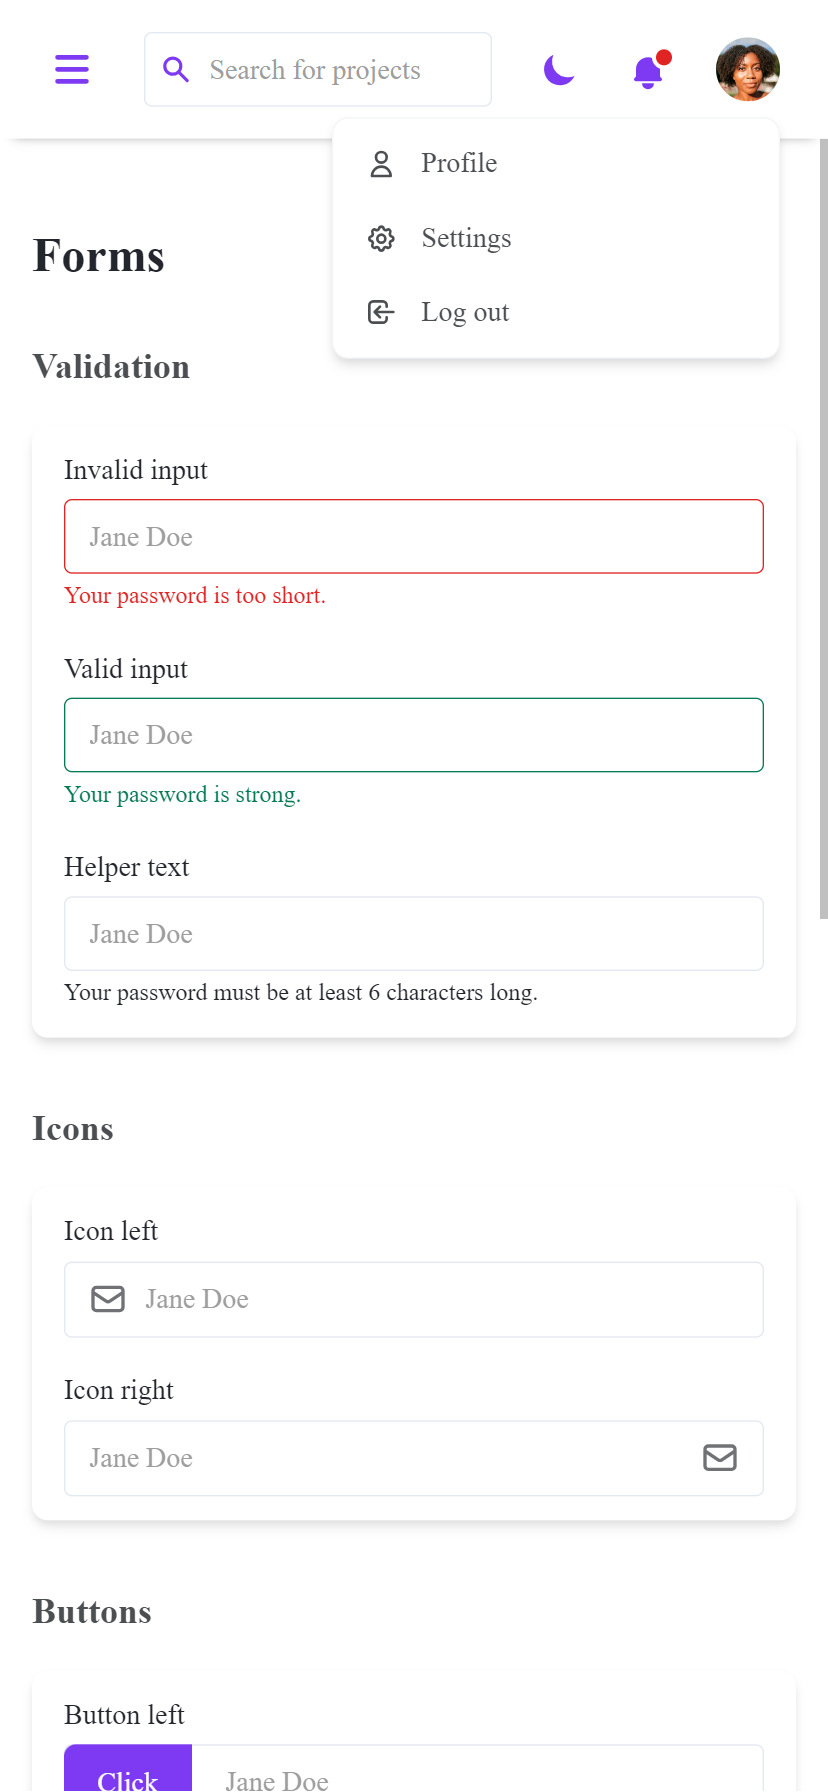 Search for projects
Profile
Settings
Log out
Forms
Validation
Invalid input
Jane Doe
Your password is too short.
Valid input
Jane Doe
Your password is strong.
Helper text
Jane Doe
Your password must be at least 6 characters long.
Icons
Icon left
Jane Doe
Icon right
Jane Doe
Buttons
Button left
Click
Jane Doe